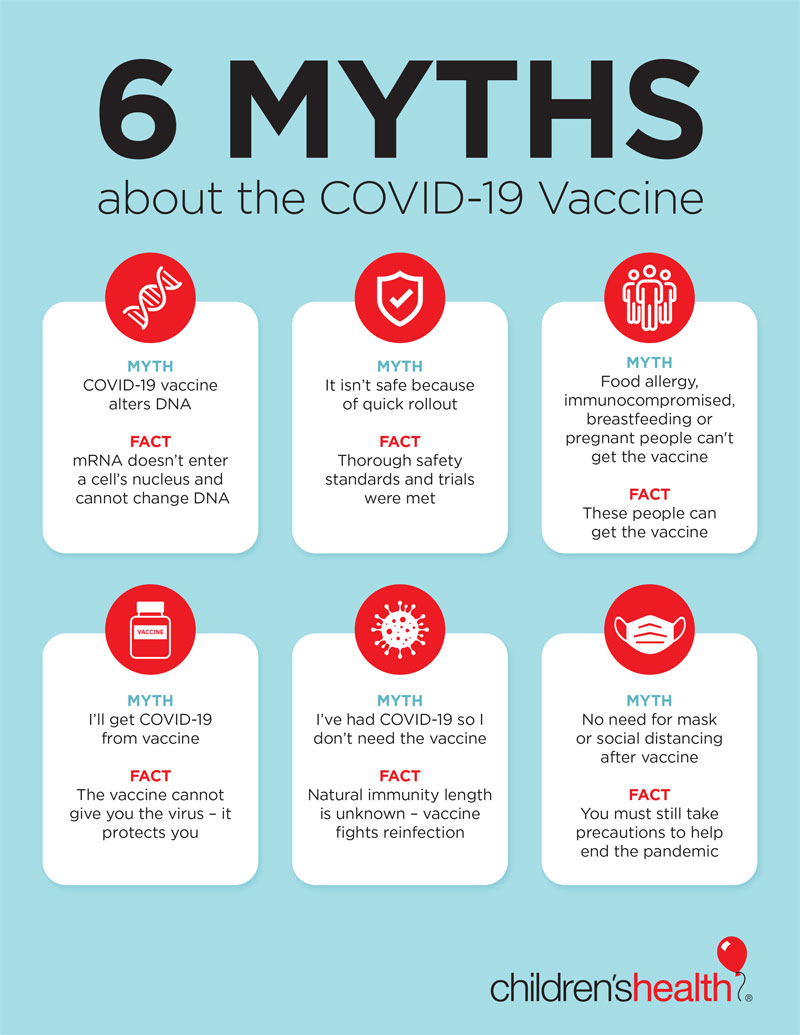 6 MYTHS
about the COVID-19 Vaccine
MYTH
COVID-19 vaccine
alters DNA
FACT
mRNA doesn't enter
a cell's nucleus and
cannot change DNA
MYTH
It isn't safe because
of quick rollout
FACT
Thorough safety
standards and trials
were met
MYTH
Food allergy,
immunocompromised,
breastfeeding or
pregnant people can't
get the vaccine
FACT
These people can
get the vaccine
VACCINE
MYTH
I'll get COVID-19
from vaccine
FACT
The vaccine cannot
give you the virus – it
protects you
MYTH
I've had COVID-19 so I
don't need the vaccine
FACT
Natural immunity length
is unknown – vaccine
fights reinfection
MYTH
No need for mask
or social distancing
after vaccine
FACT
You must still take
precautions to help
end the pandemic
children'shealth®